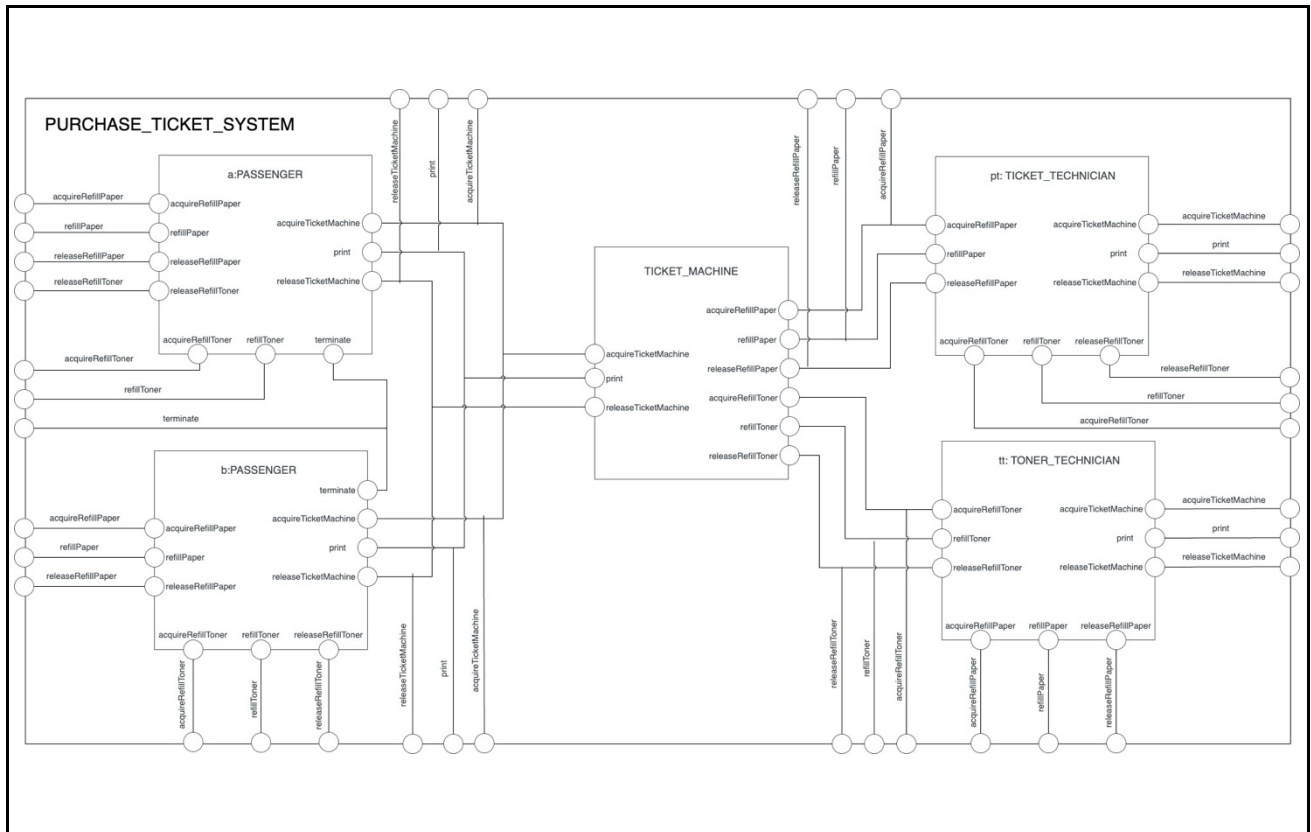 PURCHASE_TICKET_SYSTEM
releaseTicketMachine
print
acquireTicketMachine
releaseRefillPaper
refillPaper
acquireRefillPaper
a:PASSENGER
acquireRefillPaper
refillPaper
releaseRefillPaper
releaseRefillToner
acquireRefillPaper
refillPaper
releaseRefillPaper
releaseRefillToner
acquireTicketMachine
print
releaseTicketMachine
acquireRefillToner
refillToner
terminate
acquireRefillToner
refillToner
terminate
b:PASSENGER
terminate
acquireTicketMachine
print
releaseTicketMachine
acquireRefillPaper
refillPaper
releaseRefillPaper
acquireRefillPaper
refillPaper
releaseRefillPaper
acquireRefillToner
refillToner
releaseRefillToner
acquireRefillToner
refillToner
releaseRefillToner
releaseTicketMachine
print
acquireTicketMachine
TICKET_MACHINE
acquireRefillPaper
refillPaper
releaseRefillPaper
acquireRefillToner
refillToner
releaseRefillToner
acquireTicketMachine
print
releaseTicketMachine
pt: TICKET_TECHNICIAN
acquireRefillPaper
refillPaper
releaseRefillPaper
acquireTicketMachine
print
releaseTicketMachine
acquireTicketMachine
print
releaseTicketMachine
acquireRefillToner
refillToner
releaseRefillToner
releaseRefillToner
refillToner
acquireRefillToner
tt: TONER_TECHNICIAN
acquireRefillToner
refillToner
releaseRefillToner
acquireTicketMachine
print
releaseTicketMachine
acquireTicketMachine
print
releaseTicketMachine
acquireRefillPaper
refillPaper
releaseRefillPaper
releaseRefillToner
refillToner
acquireRefillToner
acquireRefillPaper
refillPaper
releaseRefillPaper